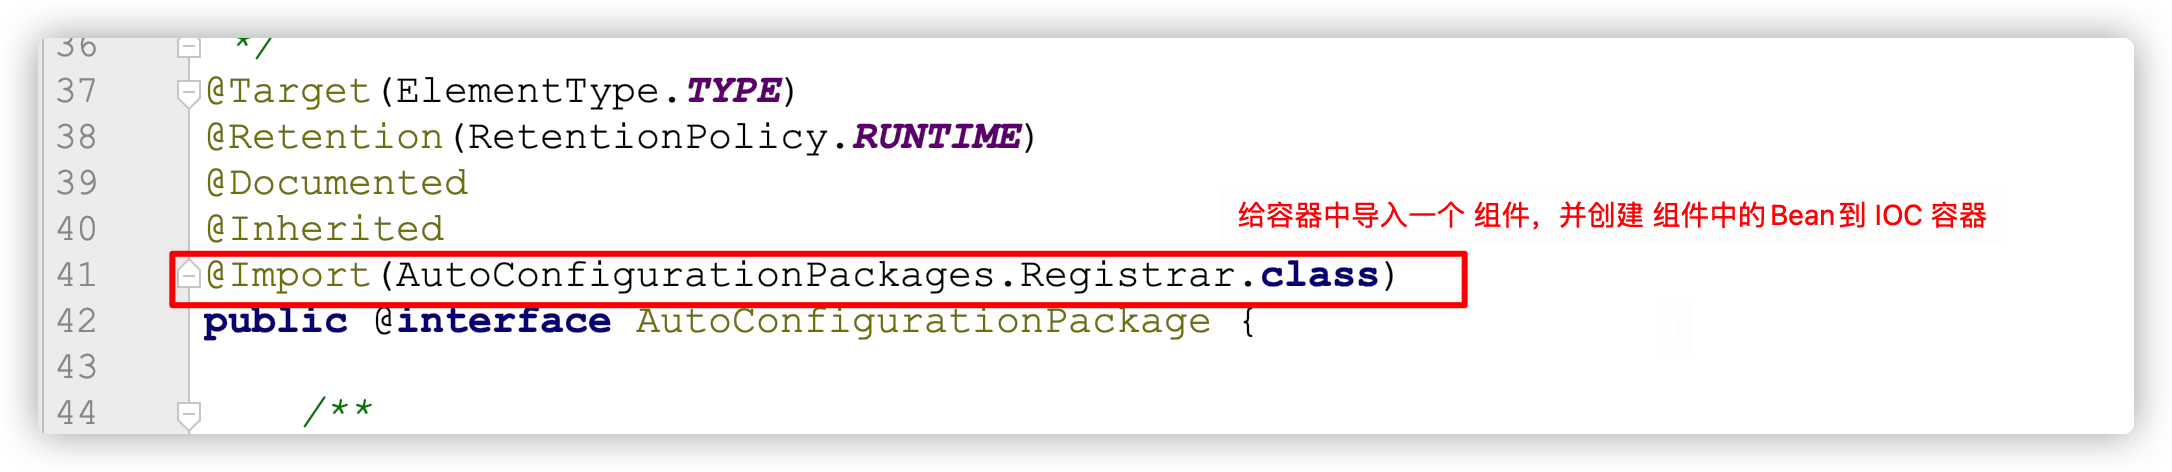 36 */
37 @Target(ElementType.TYPE)
38 @Retention(RetentionPolicy.RUNTIME)
39 @Documented
给容器中导入一个 组件，并创建 组件中的Bean到 IOC 容器
40 @Inherited
41 @Import(AutoConfigurationPackages.Registrar.class)
42 public @interface AutoConfigurationPackage {
43
44 /**